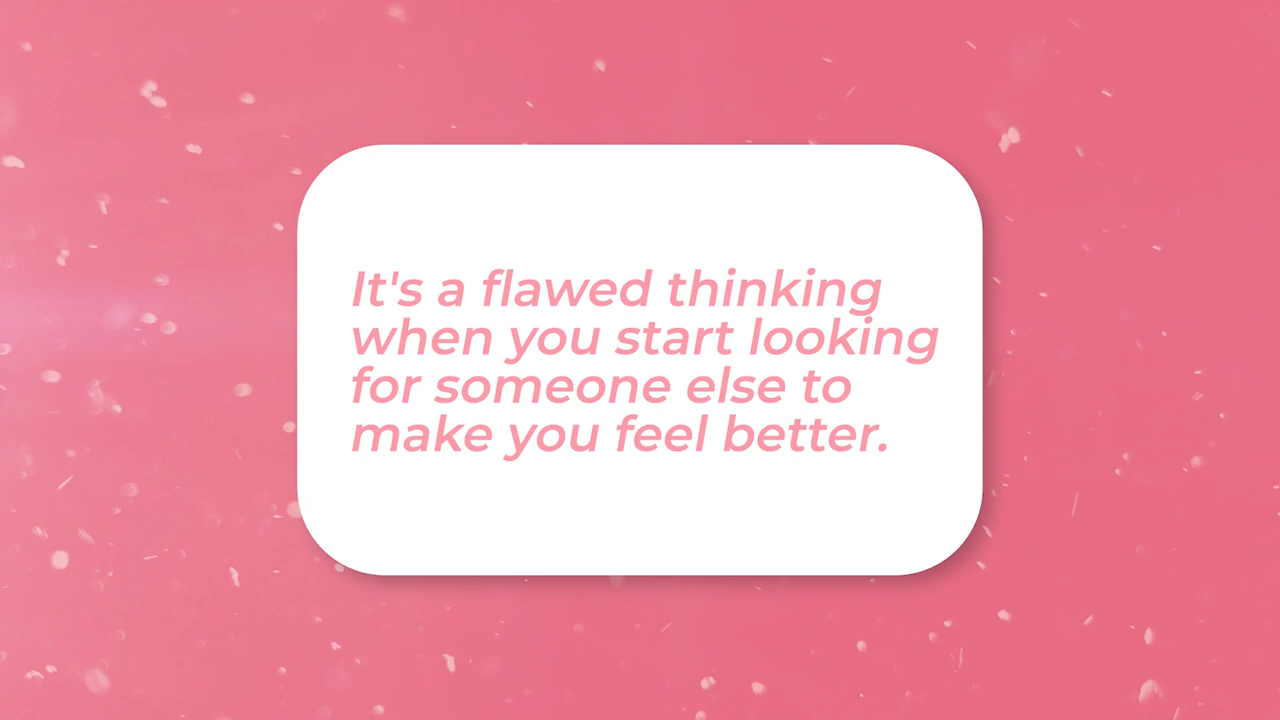 It's a flawed thinking
when you start looking
for someone else to
make you feel better.